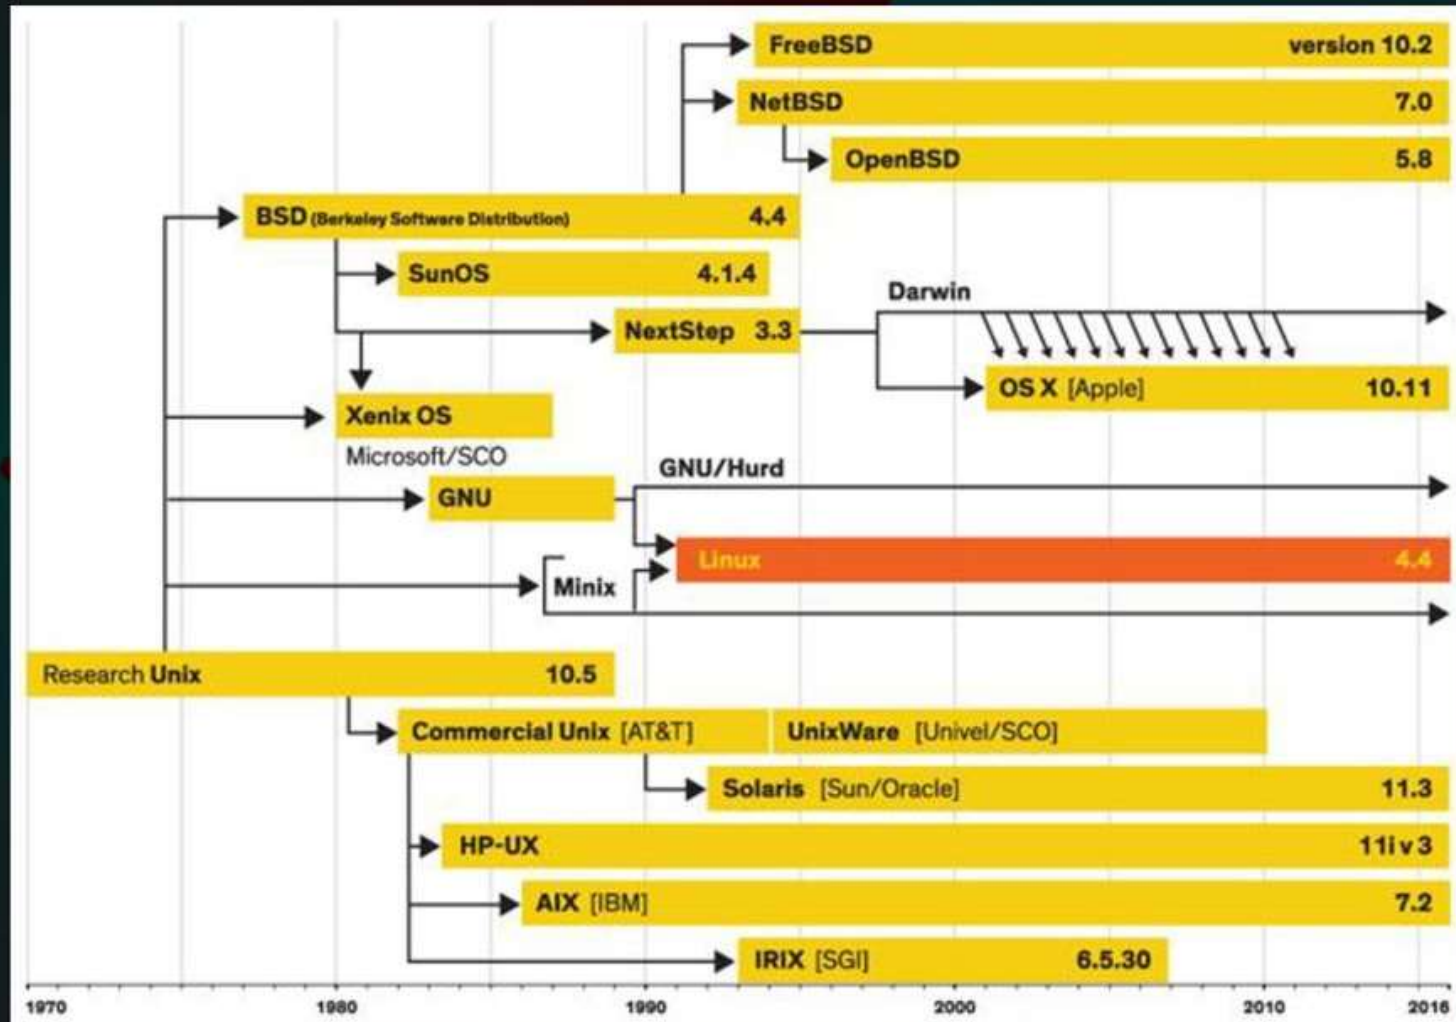 FreeBSD version 10.2
NetBSD 7.0
OpenBSD 5.8
BSD (Berkeley Software Distribution) 4.4
SunOS 4.1.4
Darwin
NextStep 3.3
OS X [Apple] 10.11
Xenix OS
Microsoft/SCO
GNU/Hurd
GNU
Linux 4.4
Minix
Research Unix 10.5
Commercial Unix [AT&T] UnixWare [Univel/SCO]
Solaris [Sun/Oracle] 11.3
HP-UX 11i v 3
AIX [IBM] 7.2
IRIX [SGI] 6.5.30
1970 1980 1990 2000 2010 2016